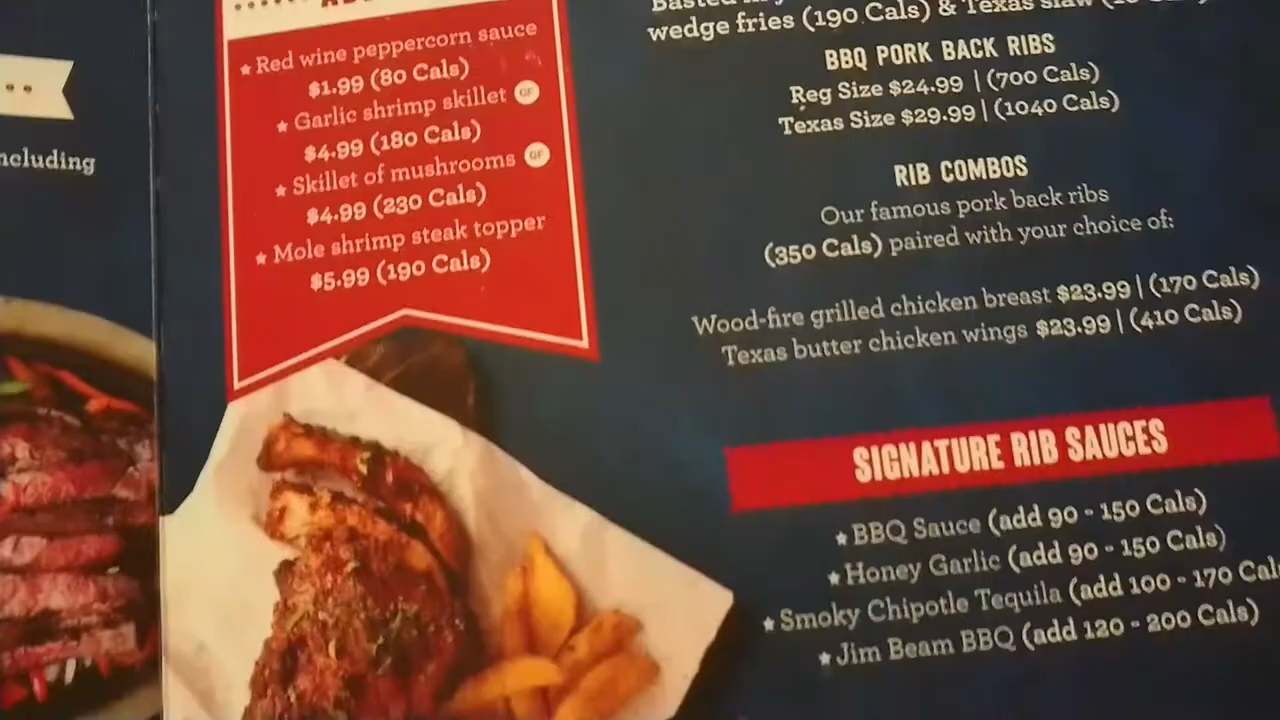 including
★ Red wine peppercorn sauce
$1.99 (80 Cals)
★ Garlic shrimp skillet GF
$4.99 (180 Cals)
★ Skillet of mushrooms GF
$4.99 (230 Cals)
★ Mole shrimp steak topper
$5.99 (190 Cals)
wedge fries (190 Cals) & Texas slaw
BBQ PORK BACK RIBS
Reg Size $24.99 | (700 Cals)
Texas Size $29.99 | (1040 Cals)
RIB COMBOS
Our famous pork back ribs
(350 Cals) paired with your choice of:
Wood-fire grilled chicken breast $23.99 | (170 Cals)
Texas butter chicken wings $23.99 | (410 Cals)
SIGNATURE RIB SAUCES
★ BBQ Sauce (add 90 - 150 Cals)
★ Honey Garlic (add 90 - 150 Cals)
★ Smoky Chipotle Tequila (add 100 - 170 Cals
★ Jim Beam BBQ (add 120 - 200 Cals)